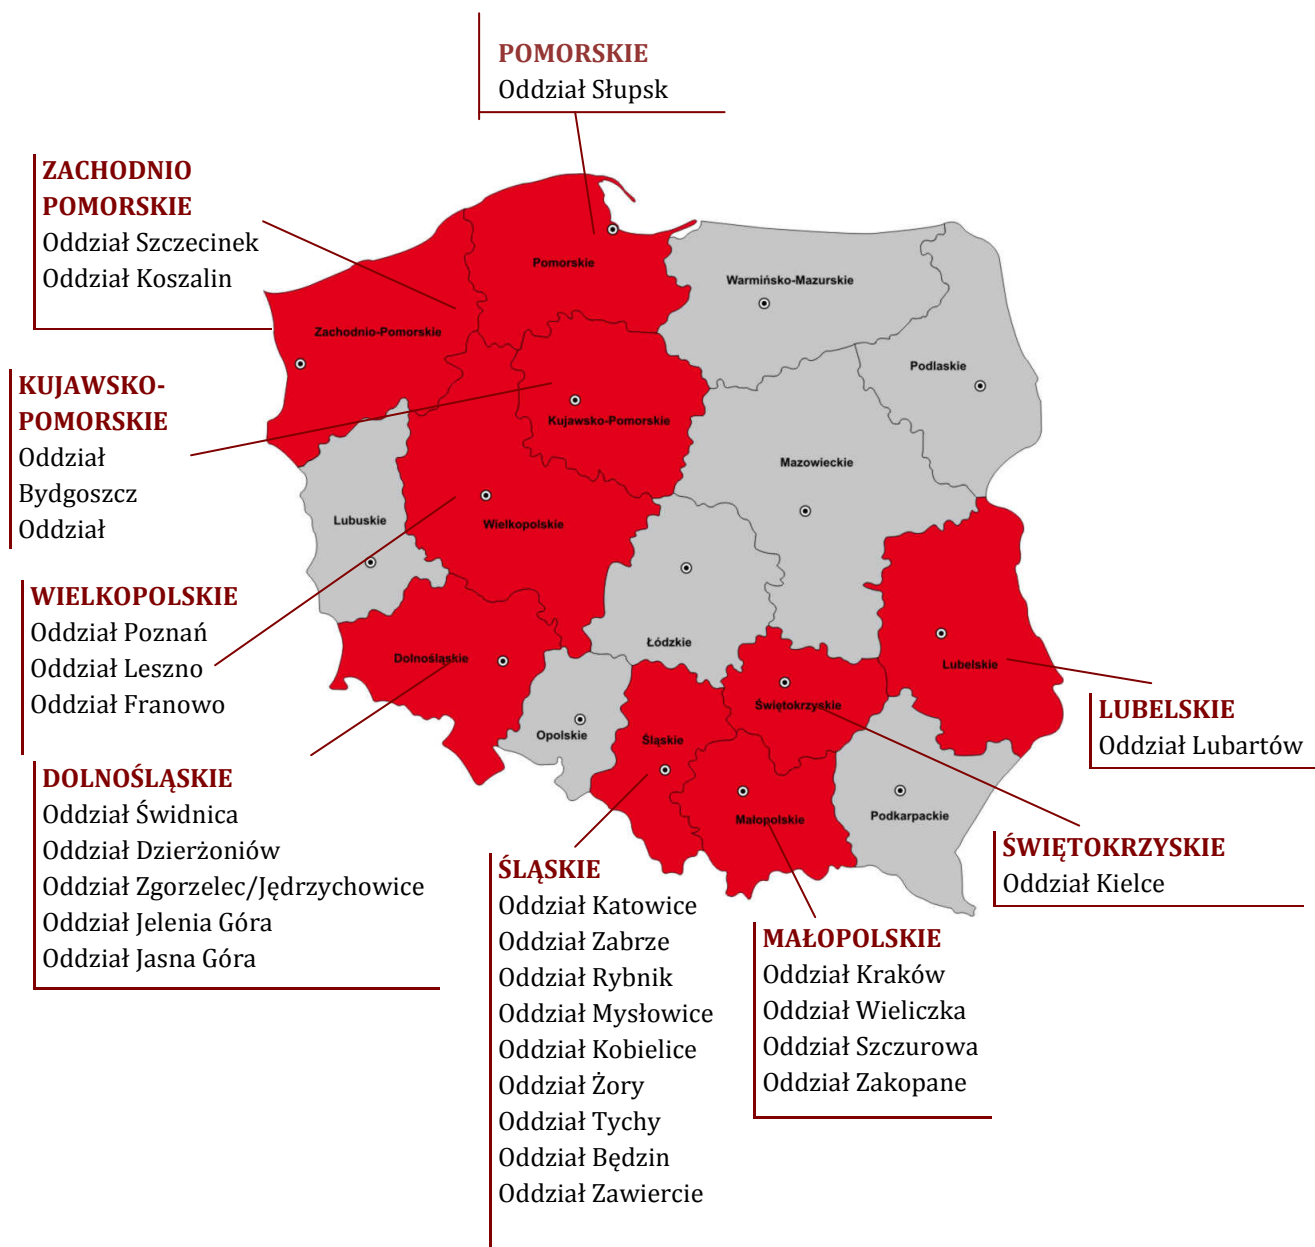 POMORSKIE
Oddział Słupsk
ZACHODNIO
POMORSKIE
Oddział Szczecinek
Oddział Koszalin
KUJAWSKO-
POMORSKIE
Oddział
Bydgoszcz
Oddział
WIELKOPOLSKIE
Oddział Poznań
Oddział Leszno
Oddział Franowo
DOLNOŚLĄSKIE
Oddział Świdnica
Oddział Dzierżoniów
Oddział Zgorzelec/Jędrzychowice
Oddział Jelenia Góra
Oddział Jasna Góra
ŚLĄSKIE
Oddział Katowice
Oddział Zabrze
Oddział Rybnik
Oddział Mysłowice
Oddział Kobielice
Oddział Żory
Oddział Tychy
Oddział Będzin
Oddział Zawiercie
MAŁOPOLSKIE
Oddział Kraków
Oddział Wieliczka
Oddział Szczurowa
Oddział Zakopane
ŚWIĘTOKRZYSKIE
Oddział Kielce
LUBELSKIE
Oddział Lubartów
Pomorskie
Warmińsko-Mazurskie
Zachodnio-Pomorskie
Podlaskie
Kujawsko-Pomorskie
Mazowieckie
Lubuskie
Wielkopolskie
Łódzkie
Dolnośląskie
Lubelskie
Opolskie
Śląskie
Świętokrzyskie
Małopolskie
Podkarpackie